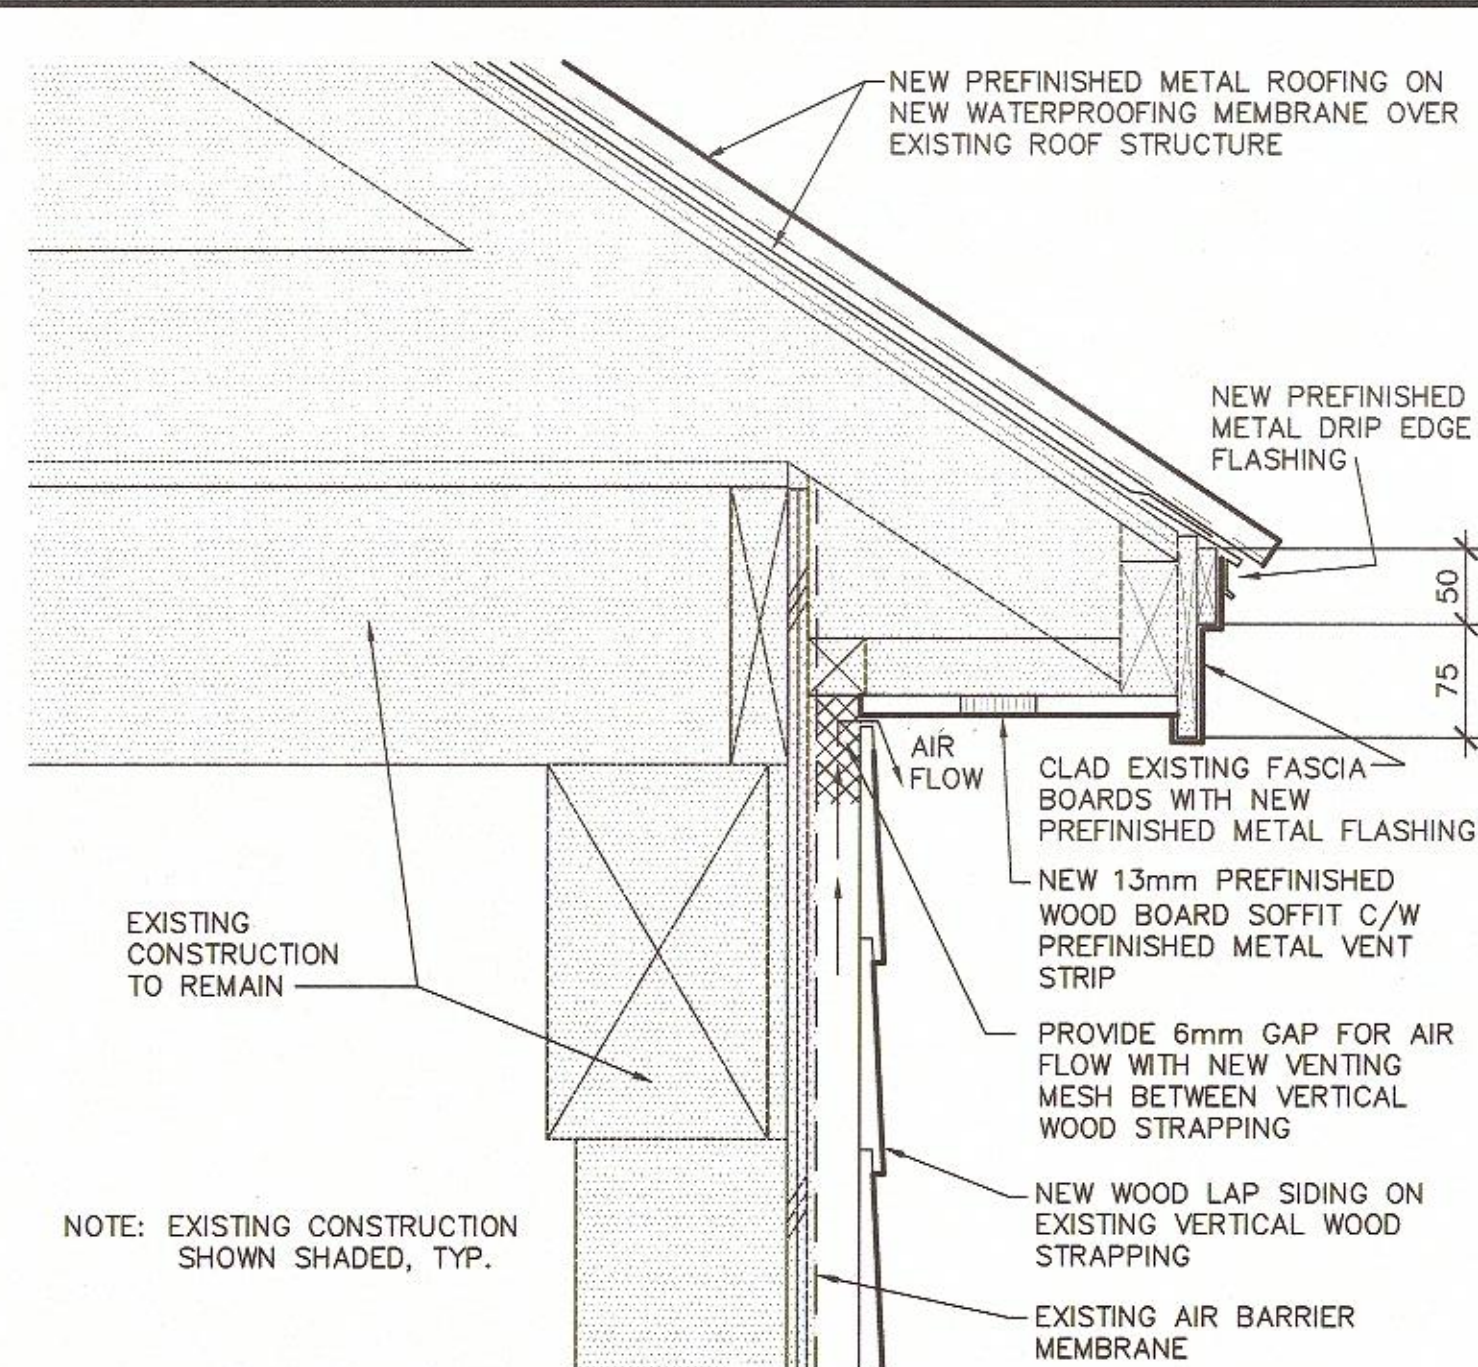 NEW PREFINISHED METAL ROOFING ON
NEW WATERPROOFING MEMBRANE OVER
EXISTING ROOF STRUCTURE
NEW PREFINISHED
METAL DRIP EDGE
FLASHING
50
75
AIR
FLOW
CLAD EXISTING FASCIA
BOARDS WITH NEW
PREFINISHED METAL FLASHING
NEW 13mm PREFINISHED
WOOD BOARD SOFFIT C/W
PREFINISHED METAL VENT
STRIP
EXISTING
CONSTRUCTION
TO REMAIN
PROVIDE 6mm GAP FOR AIR
FLOW WITH NEW VENTING
MESH BETWEEN VERTICAL
WOOD STRAPPING
NEW WOOD LAP SIDING ON
EXISTING VERTICAL WOOD
STRAPPING
NOTE: EXISTING CONSTRUCTION
SHOWN SHADED, TYP.
EXISTING AIR BARRIER
MEMBRANE